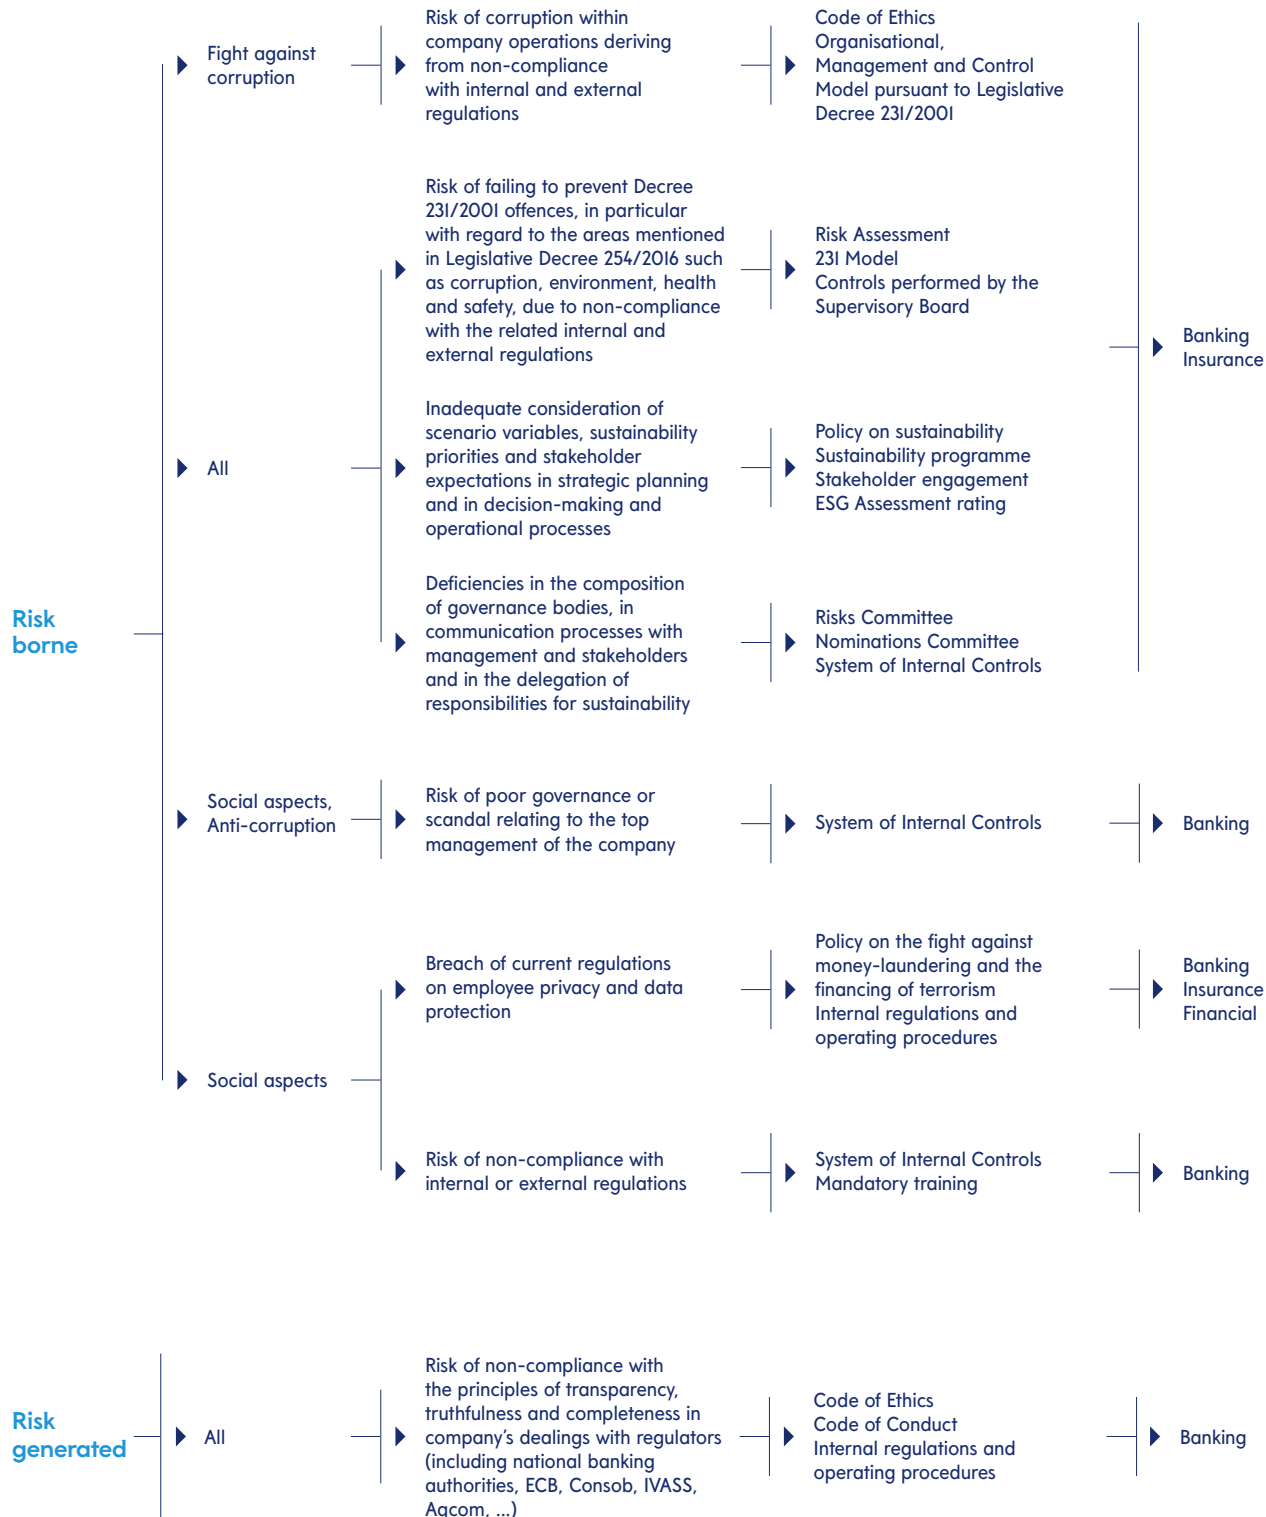 Fight against
corruption
Risk of corruption within
company operations deriving
from non-compliance
with internal and external
regulations
Code of Ethics
Organisational,
Management and Control
Model pursuant to Legislative
Decree 231/2001
Risk of failing to prevent Decree
231/2001 offences, in particular
with regard to the areas mentioned
in Legislative Decree 254/2016 such
as corruption, environment, health
and safety, due to non-compliance
with the related internal and
external regulations
Risk Assessment
231 Model
Controls performed by the
Supervisory Board
Banking
Insurance
All
Inadequate consideration of
scenario variables, sustainability
priorities and stakeholder
expectations in strategic planning
and in decision-making and
operational processes
Policy on sustainability
Sustainability programme
Stakeholder engagement
ESG Assessment rating
Risk
borne
Deficiencies in the composition
of governance bodies, in
communication processes with
management and stakeholders
and in the delegation of
responsibilities for sustainability
Risks Committee
Nominations Committee
System of Internal Controls
Social aspects,
Anti-corruption
Risk of poor governance or
scandal relating to the top
management of the company
System of Internal Controls
Banking
Breach of current regulations
on employee privacy and data
protection
Policy on the fight against
money-laundering and the
financing of terrorism
Internal regulations and
operating procedures
Banking
Insurance
Financial
Social aspects
Risk of non-compliance with
internal or external regulations
System of Internal Controls
Mandatory training
Banking
Risk
generated
All
Risk of non-compliance with
the principles of transparency,
truthfulness and completeness in
company's dealings with regulators
(including national banking
authorities, ECB, Consob, IVASS,
Agcom, ...)
Code of Ethics
Code of Conduct
Internal regulations and
operating procedures
Banking